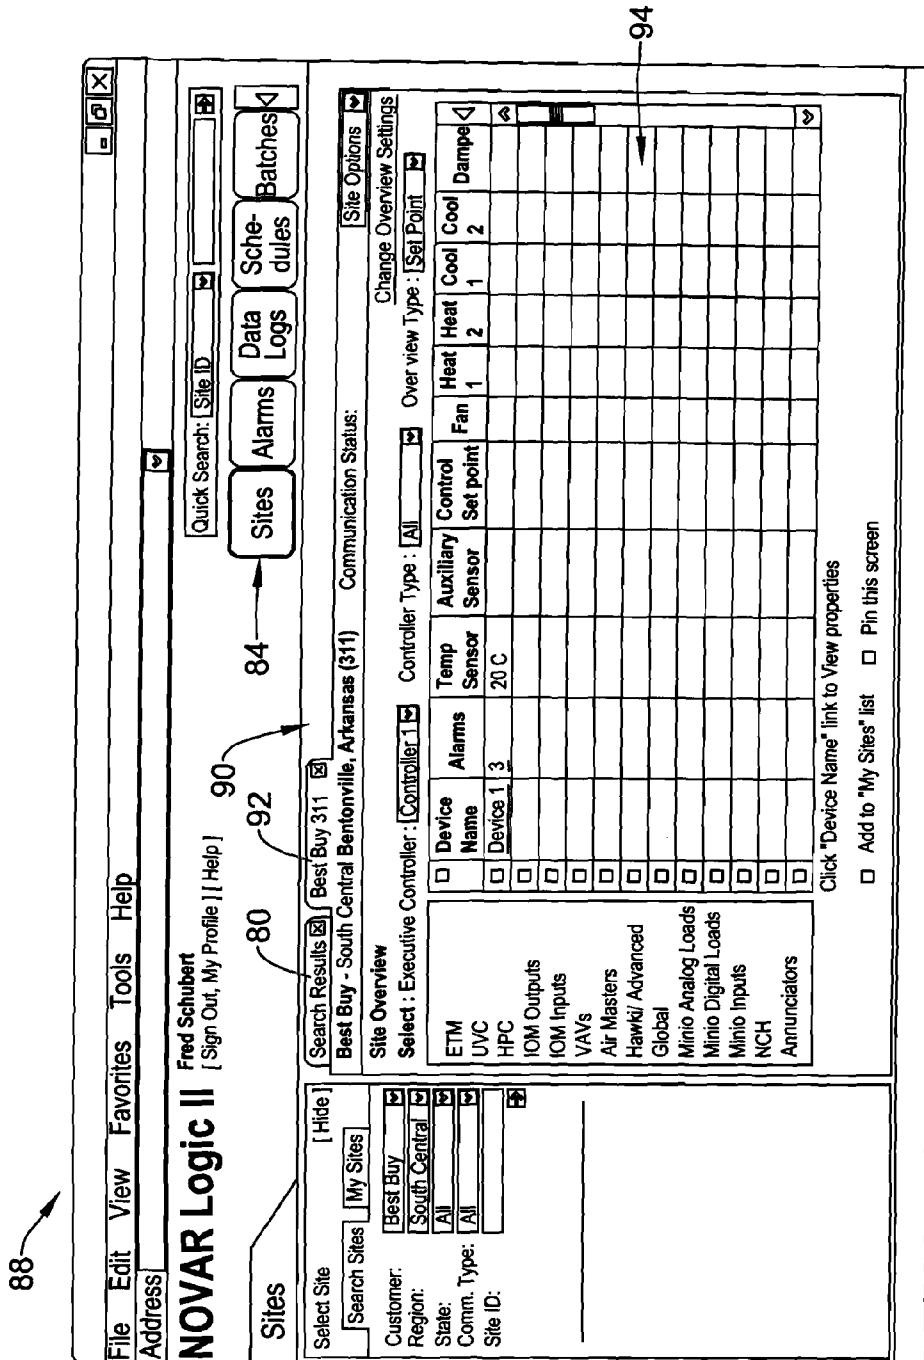 88
File Edit View Favorites Tools Help
Address
NOVAR Logic II
Fred Schubert
[ Sign Out, My Profile ] [ Help ]
Quick Search: Site ID
Sites
Sites
Alarms
Data
Logs
Sche-
dules
Batches
84
90
80
92
Select Site [ Hide ]
Search Sites My Sites
Customer: Best Buy
Region: South Central
State: All
Comm. Type: All
Site ID:
Search Results Best Buy 311
Best Buy - South Central Bentonville, Arkansas (311) Communication Status: Site Options
Site Overview Change Overview Settings
Select : Executive Controller : Controller 1 Controller Type : All Over view Type : Set Point
ETM
UVC
HPC
IOM Outputs
IOM Inputs
VAVs
Air Masters
Hawki/ Advanced
Global
Minio Analog Loads
Minio Digital Loads
Minio Inputs
NCH
Annunciators
Device
Name
Alarms
Temp
Sensor
Auxiliary
Sensor
Control
Set point
Fan
Heat
1
Heat
2
Cool
1
Cool
2
Dampe
Device 1 3 20 C
94
Click "Device Name" link to View properties
Add to "My Sites" list Pin this screen